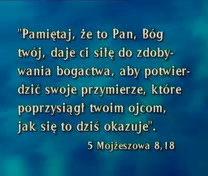 "Pamiętaj, że to Pan, Bóg
twój, daje ci siłę do zdoby-
wania bogactwa, aby potwier-
dzić swoje przymierze, które
poprzysiągł twoim ojcom,
jak się to dziś okazuje".
5 Mojżeszowa 8,18